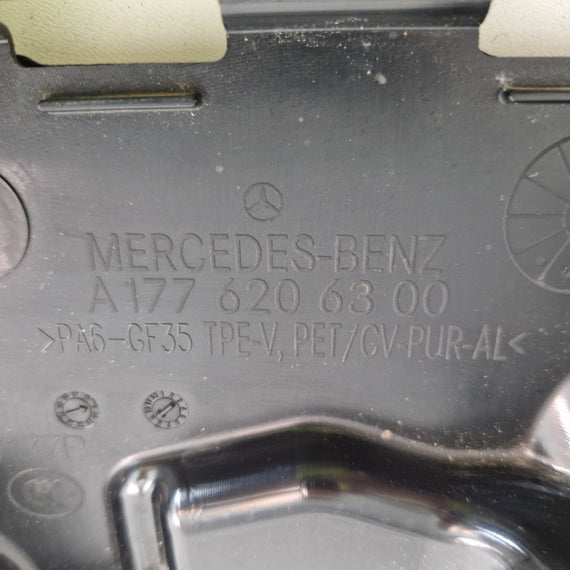 MERCEDES-BENZ
A 177 620 63 00
>PA6-GF35 TPE-V, PET/CV-PUR-AL<